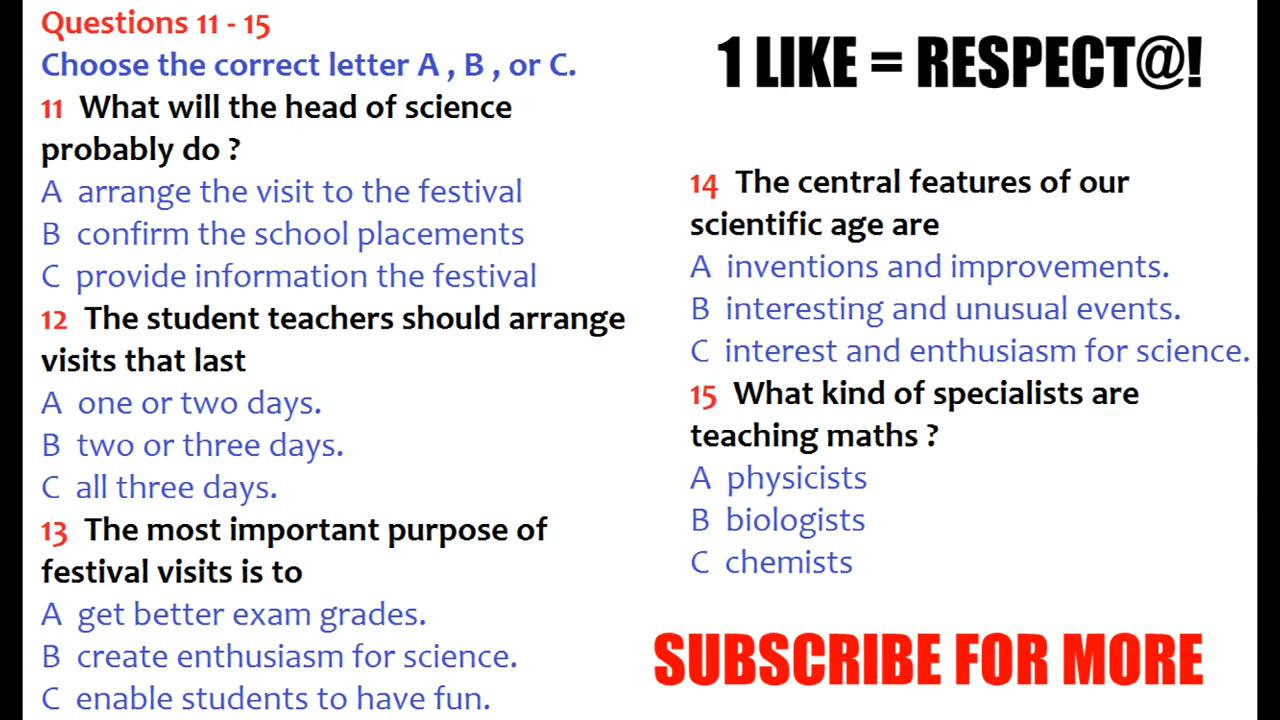 Questions 11 - 15
Choose the correct letter A , B , or C.
11 What will the head of science
probably do ?
A arrange the visit to the festival
B confirm the school placements
C provide information the festival
12 The student teachers should arrange
visits that last
A one or two days.
B two or three days.
C all three days.
13 The most important purpose of
festival visits is to
A get better exam grades.
B create enthusiasm for science.
C enable students to have fun.
1 LIKE = RESPECT@!
14 The central features of our
scientific age are
A inventions and improvements.
B interesting and unusual events.
C interest and enthusiasm for science.
15 What kind of specialists are
teaching maths ?
A physicists
B biologists
C chemists
SUBSCRIBE FOR MORE